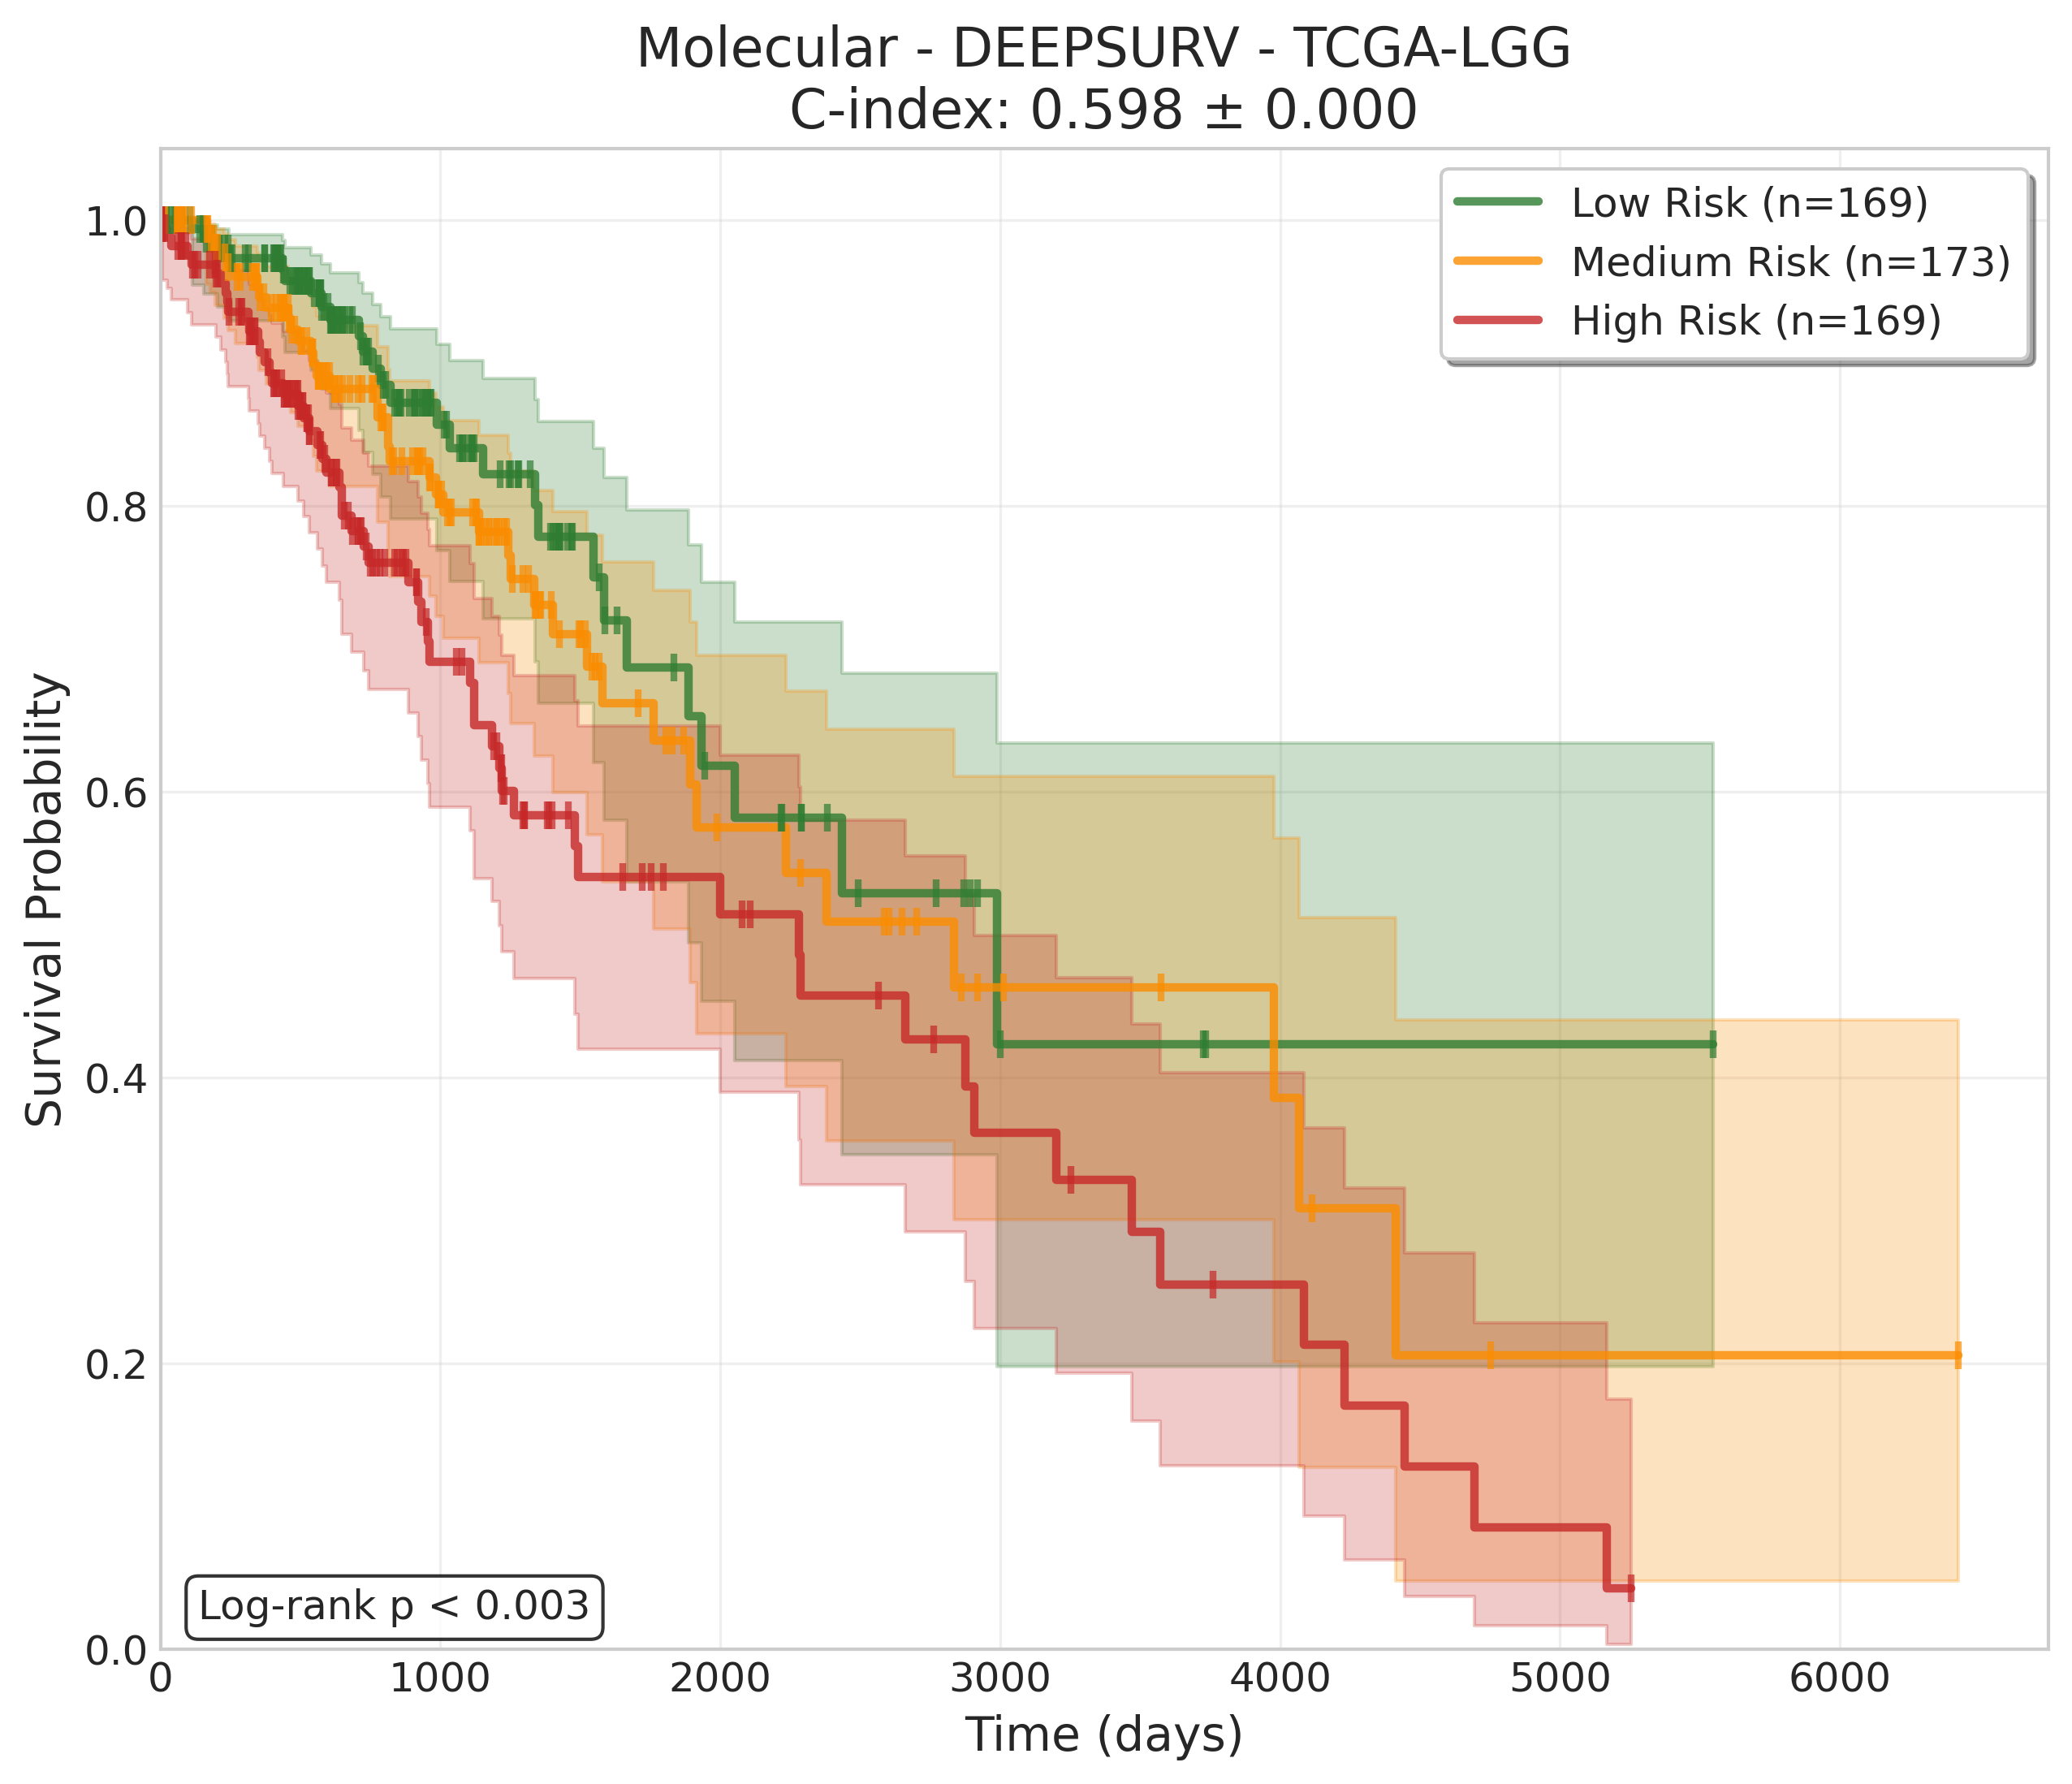 Molecular - DEEPSURV - TCGA-LGG
C-index: 0.598 ± 0.000
Low Risk (n=169)
Medium Risk (n=173)
High Risk (n=169)
Survival Probability
1.0
0.8
0.6
0.4
0.2
0.0
Log-rank p < 0.003
0 1000 2000 3000 4000 5000 6000
Time (days)